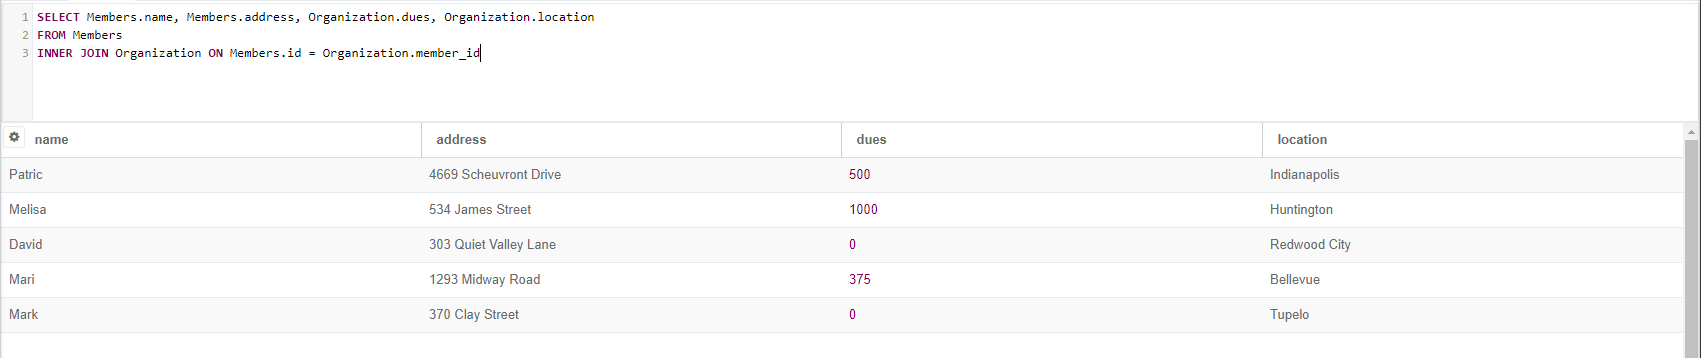 1 SELECT Members.name, Members.address, Organization.dues, Organization.location
2 FROM Members
3 INNER JOIN Organization ON Members.id = Organization.member_id
name address dues location
Patric 4669 Scheuvront Drive 500 Indianapolis
Melisa 534 James Street 1000 Huntington
David 303 Quiet Valley Lane 0 Redwood City
Mari 1293 Midway Road 375 Bellevue
Mark 370 Clay Street 0 Tupelo